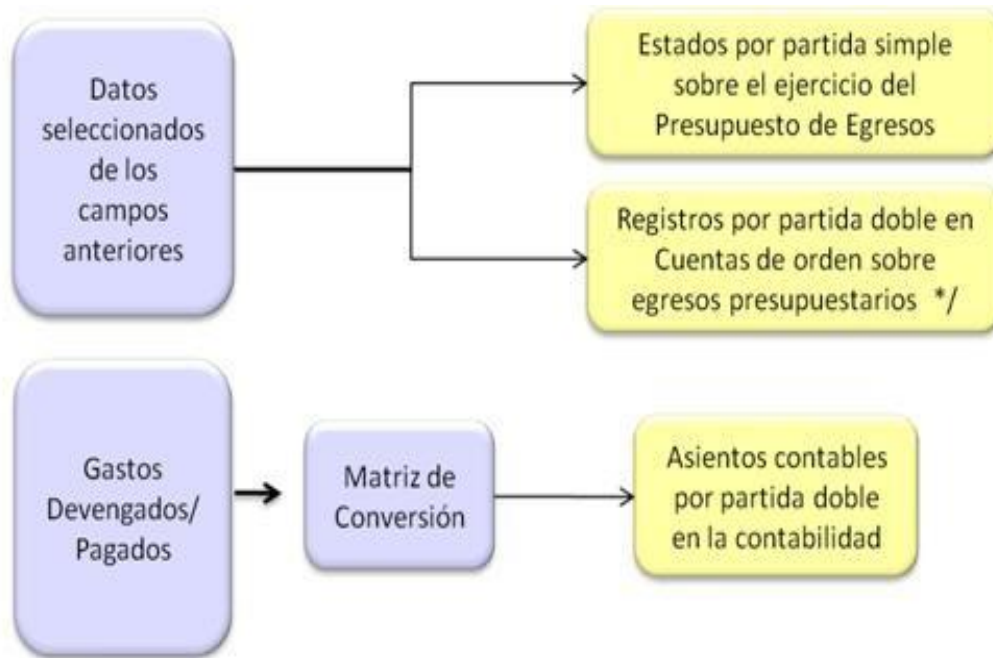 Datos
seleccionados
de los
campos
anteriores
Estados por partida simple
sobre el ejercicio del
Presupuesto de Egresos
Registros por partida doble en
Cuentas de orden sobre
egresos presupuestarios */
Gastos
Devengados/
Pagados
Matriz de
Conversión
Asientos contables
por partida doble
en la contabilidad